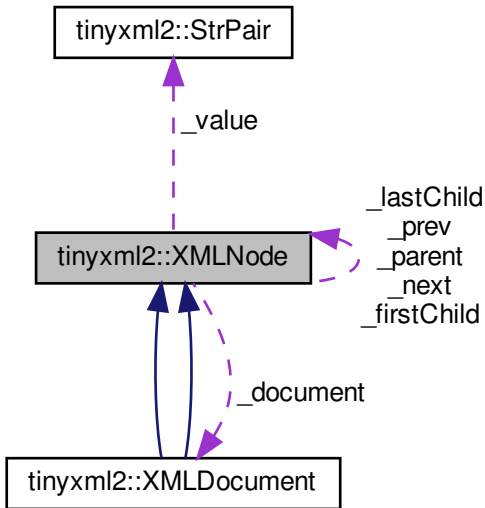 tinyxml2::StrPair
_value
_lastChild
_prev
_parent
_next
_firstChild
tinyxml2::XMLNode
_document
tinyxml2::XMLDocument